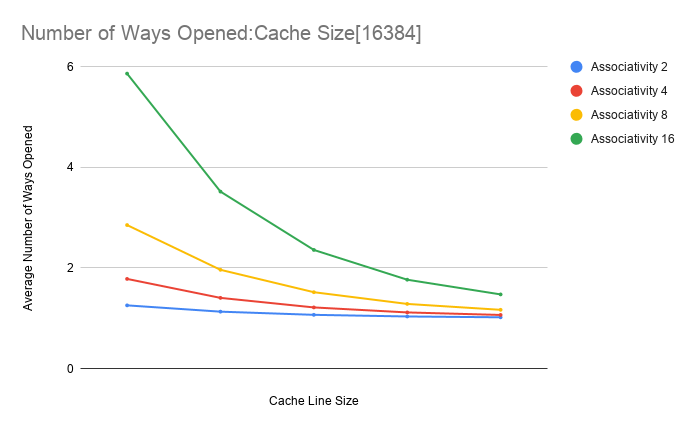 Number of Ways Opened:Cache Size[16384]
Associativity 2
Associativity 4
Associativity 8
Associativity 16
Average Number of Ways Opened
6
4
2
0
Cache Line Size